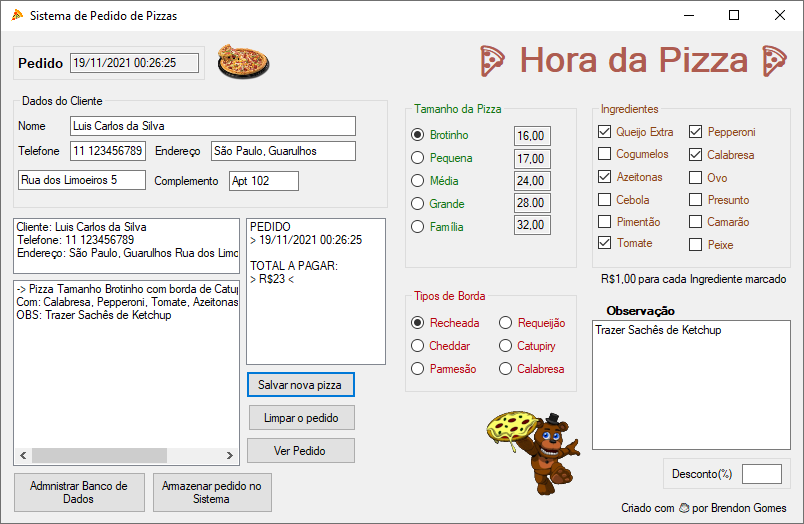 Sistema de Pedido de Pizzas
Pedido 19/11/2021 00:26:25
Hora da Pizza
Dados do Cliente
Nome Luis Carlos da Silva
Telefone 11 123456789 Endereço São Paulo, Guarulhos
Rua dos Limoeiros 5 Complemento Apt 102
Tamanho da Pizza
Brotinho 16,00
Pequena 17,00
Média 24,00
Grande 28.00
Família 32,00
Ingredientes
Queijo Extra Pepperoni
Cogumelos Calabresa
Azeitonas Ovo
Cebola Presunto
Pimentão Camarão
Tomate Peixe
R$1,00 para cada Ingrediente marcado
Cliente: Luis Carlos da Silva
Telefone: 11 123456789
Endereço: São Paulo, Guarulhos Rua dos Limo
-> Pizza Tamanho Brotinho com borda de Catup
Com: Calabresa, Pepperoni, Tomate, Azeitonas
OBS: Trazer Sachês de Ketchup
PEDIDO
> 19/11/2021 00:26:25
TOTAL A PAGAR:
> R$23 <
Salvar nova pizza
Limpar o pedido
Ver Pedido
Admnistrar Banco de
Dados
Armazenar pedido no
Sistema
Tipos de Borda
Recheada Requeijão
Cheddar Catupiry
Parmesão Calabresa
Observação
Trazer Sachês de Ketchup
Desconto(%)
Criado com por Brendon Gomes